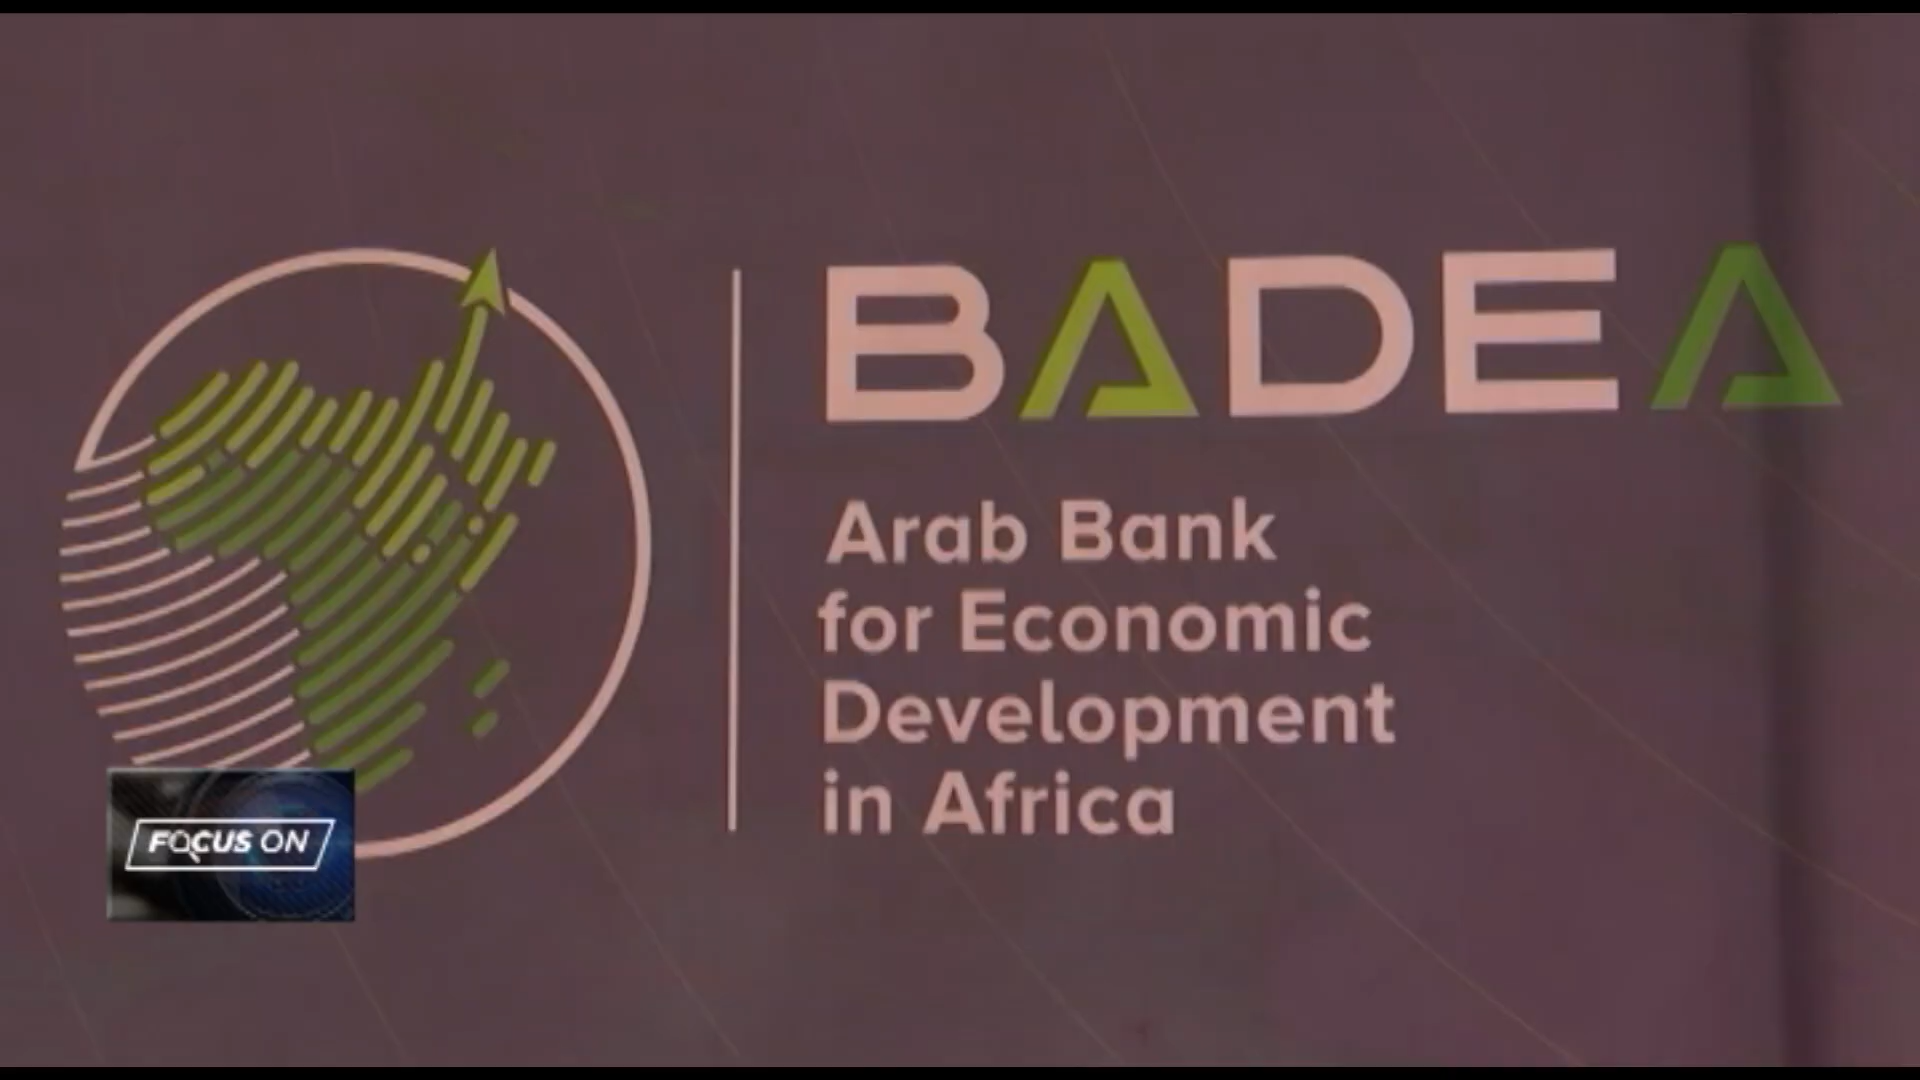 BADEA
Arab Bank
for Economic
Development
in Africa
FOCUS ON